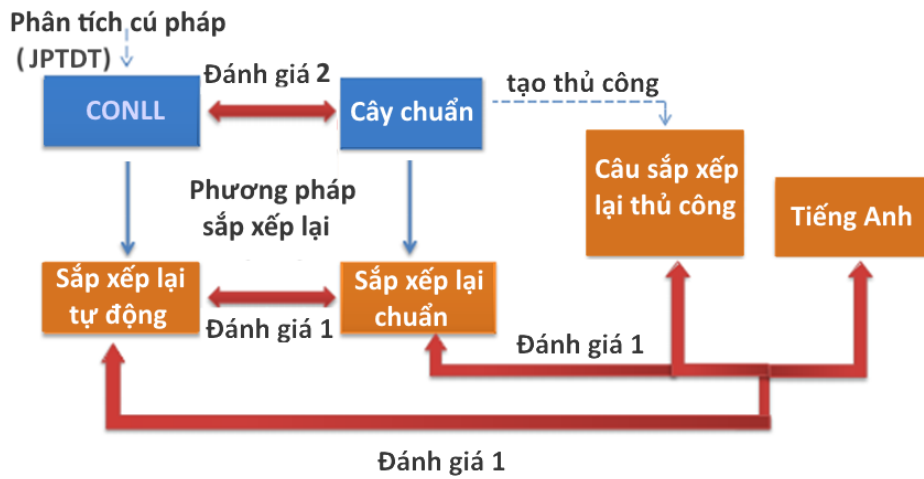 Phân tích cú pháp
( JPTDT)
Đánh giá 2
CONLL
Cây chuẩn
tạo thủ công
Câu sắp xếp
lại thủ công
Tiếng Anh
Phương pháp
sắp xếp lại
Sắp xếp lại
tự động
Sắp xếp lại
chuẩn
Đánh giá 1
Đánh giá 1
Đánh giá 1